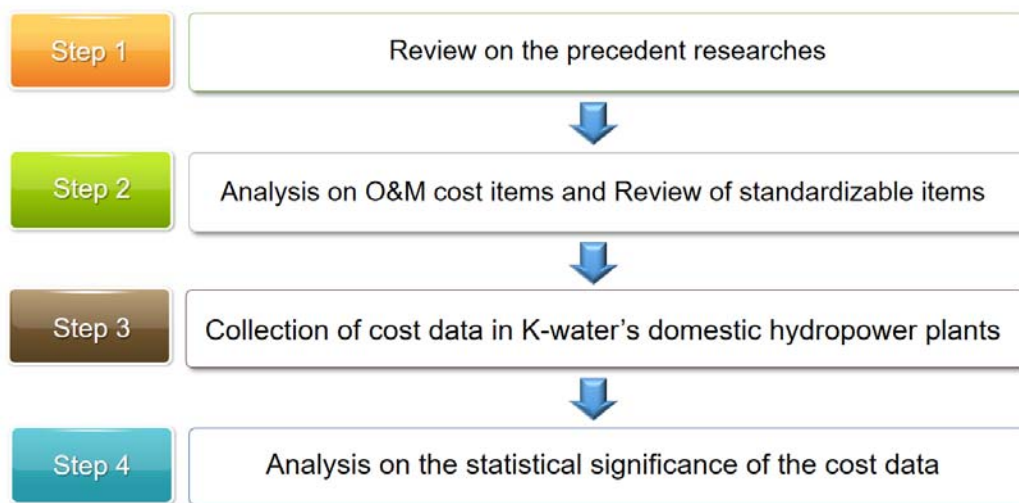 Step 1
Review on the precedent researches
Step 2
Analysis on O&M cost items and Review of standardizable items
Step 3
Collection of cost data in K-water's domestic hydropower plants
Step 4
Analysis on the statistical significance of the cost data